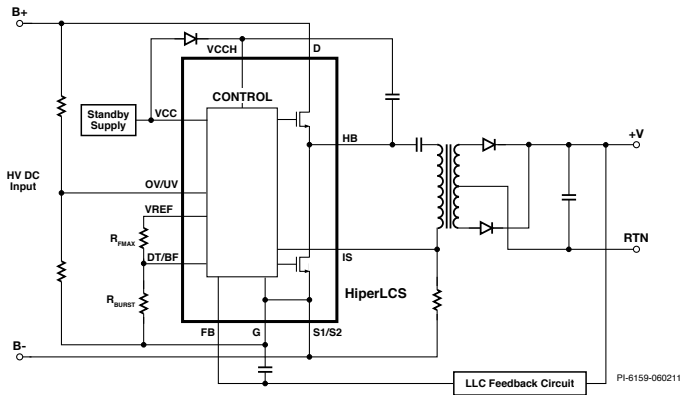 B+
VCCH
D
CONTROL
Standby
Supply
VCC
HB
+V
HV DC
Input
OV/UV
VREF
RFMAX
DT/BF
IS
RTN
HiperLCS
RBURST
FB
G
S1/S2
B-
LLC Feedback Circuit
PI-6159-060211